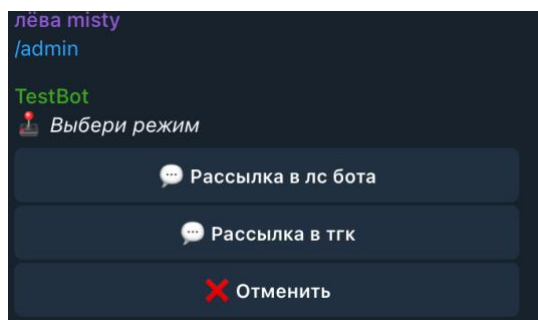 лёва misty
/admin
TestBot
🕹 Выбери режим
💬 Рассылка в лс бота
💬 Рассылка в тгк
❌ Отменить